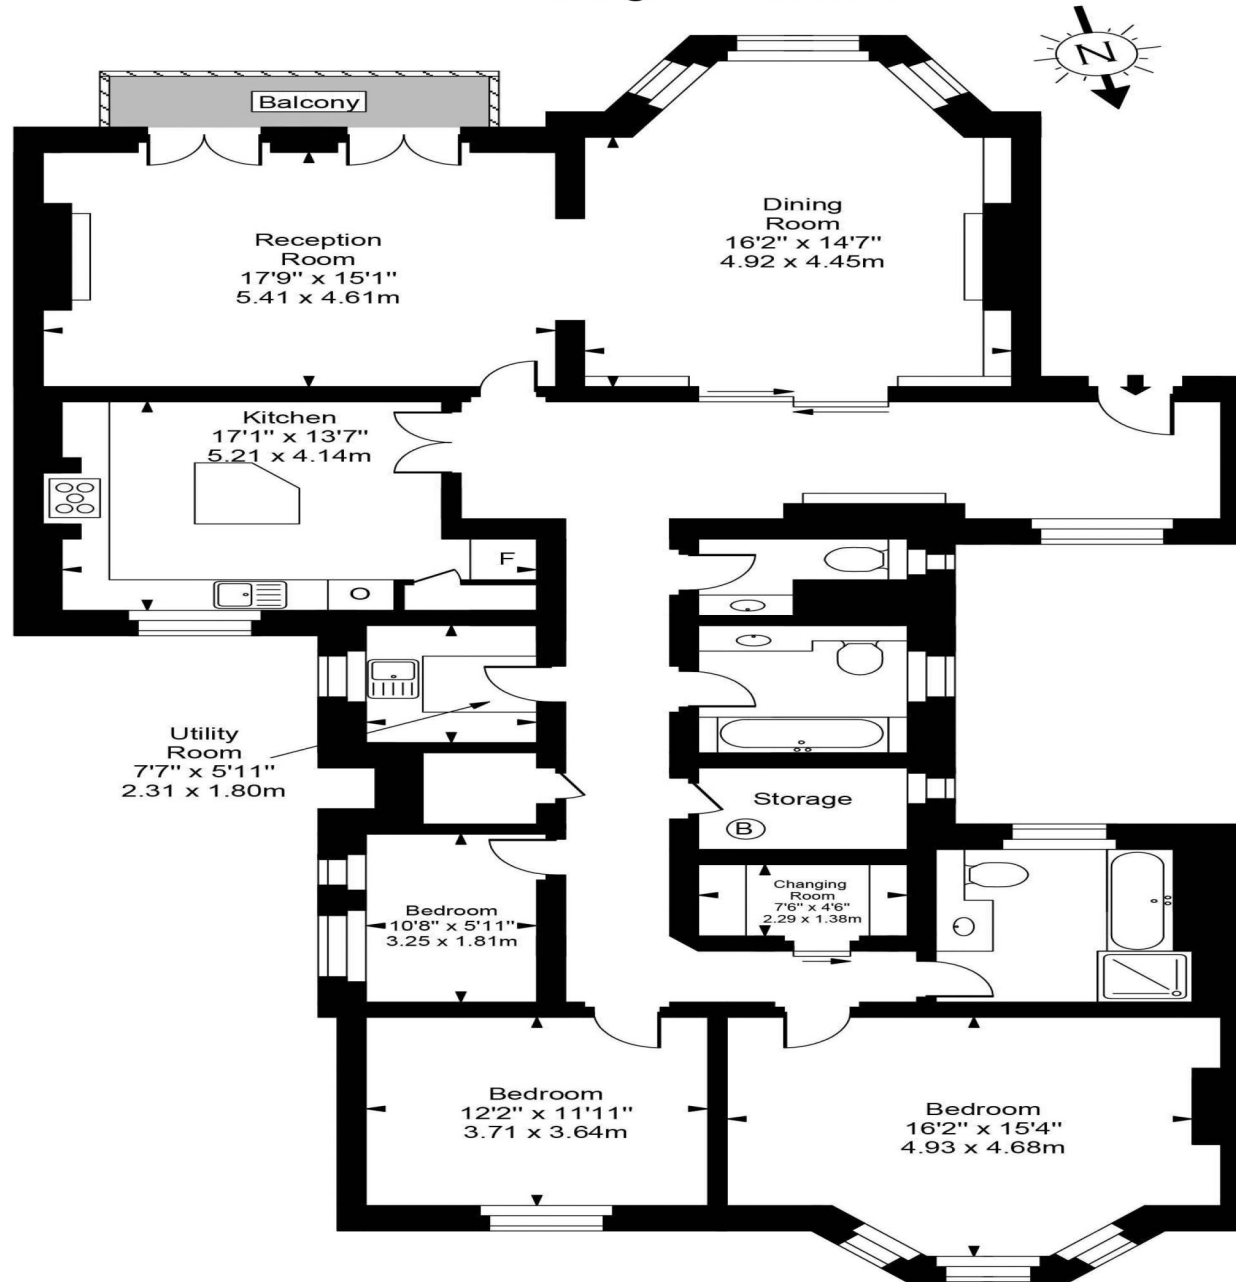 N
Balcony
Dining
Room
16'2" x 14'7"
4.92 x 4.45m
Reception
Room
17'9" x 15'1"
5.41 x 4.61m
Kitchen
17'1" x 13'7"
5.21 x 4.14m
F
O
Utility
Room
7'7" x 5'11"
2.31 x 1.80m
Storage
B
Changing
Room
7'6" x 4'6"
2.29 x 1.38m
Bedroom
10'8" x 5'11"
3.25 x 1.81m
Bedroom
12'2" x 11'11"
3.71 x 3.64m
Bedroom
16'2" x 15'4"
4.93 x 4.68m